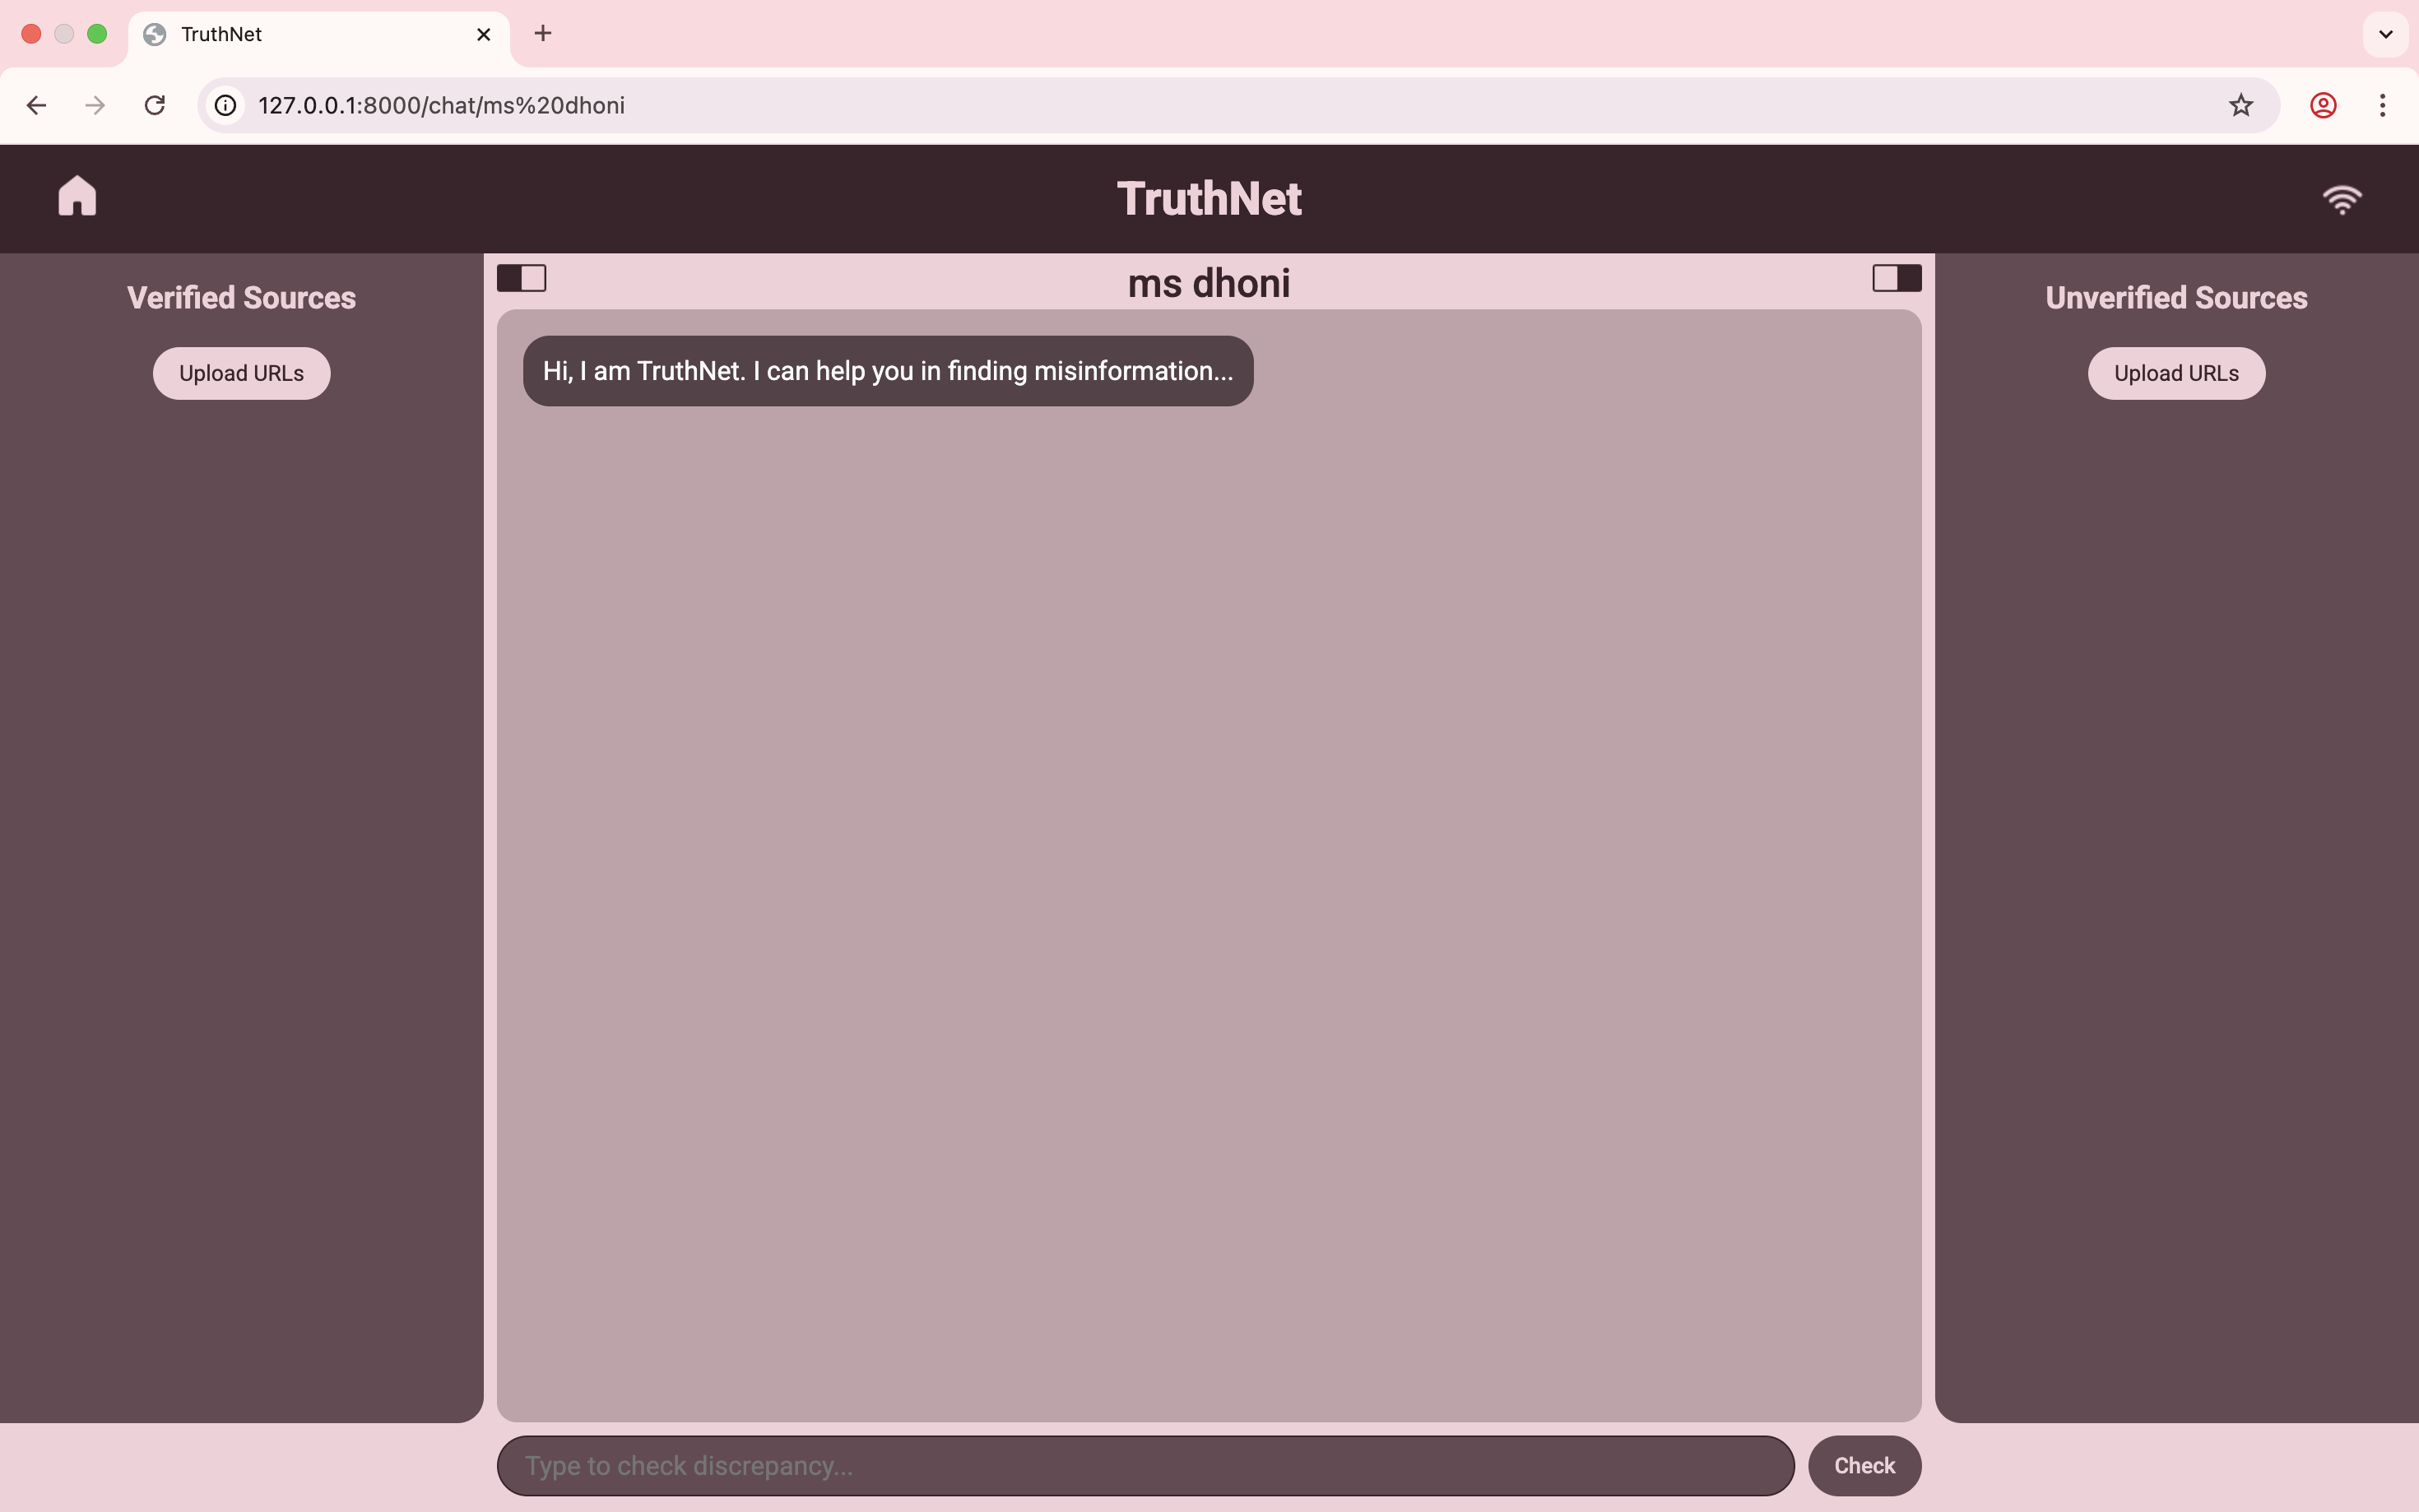 TruthNet
127.0.0.1:8000/chat/ms%20dhoni
TruthNet
Verified Sources
Upload URLs
ms dhoni
Hi, I am TruthNet. I can help you in finding misinformation...
Unverified Sources
Upload URLs
Type to check discrepancy...
Check